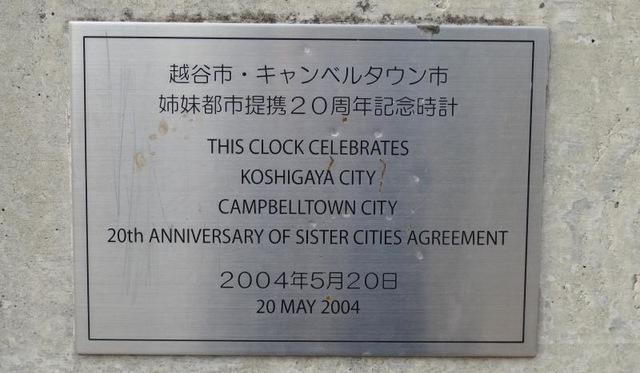 越谷市・キャンベルタウン市
姉妹都市提携２０周年記念時計
THIS CLOCK CELEBRATES
KOSHIGAYA CITY
CAMPBELLTOWN CITY
20th ANNIVERSARY OF SISTER CITIES AGREEMENT
２００４年５月２０日
20 MAY 2004